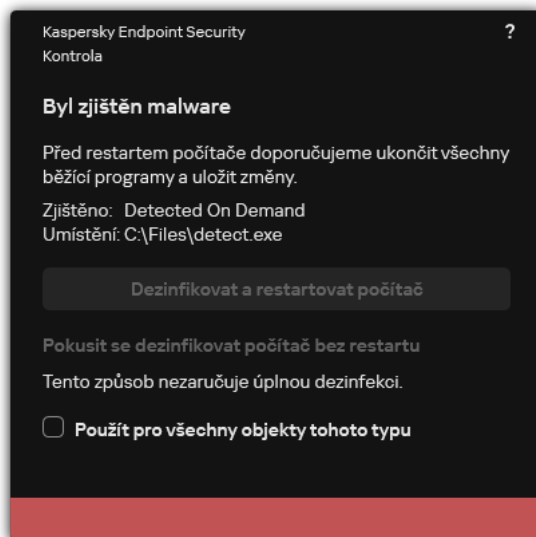 Kaspersky Endpoint Security
?
Kontrola
Byl zjištěn malware
Před restartem počítače doporučujeme ukončit všechny
běžící programy a uložit změny.
Zjištěno: Detected On Demand
Umístění: C:\Files\detect.exe
Dezinfikovat a restartovat počítač
Pokusit se dezinfikovat počítač bez restartu
Tento způsob nezaručuje úplnou dezinfekci.
Použít pro všechny objekty tohoto typu